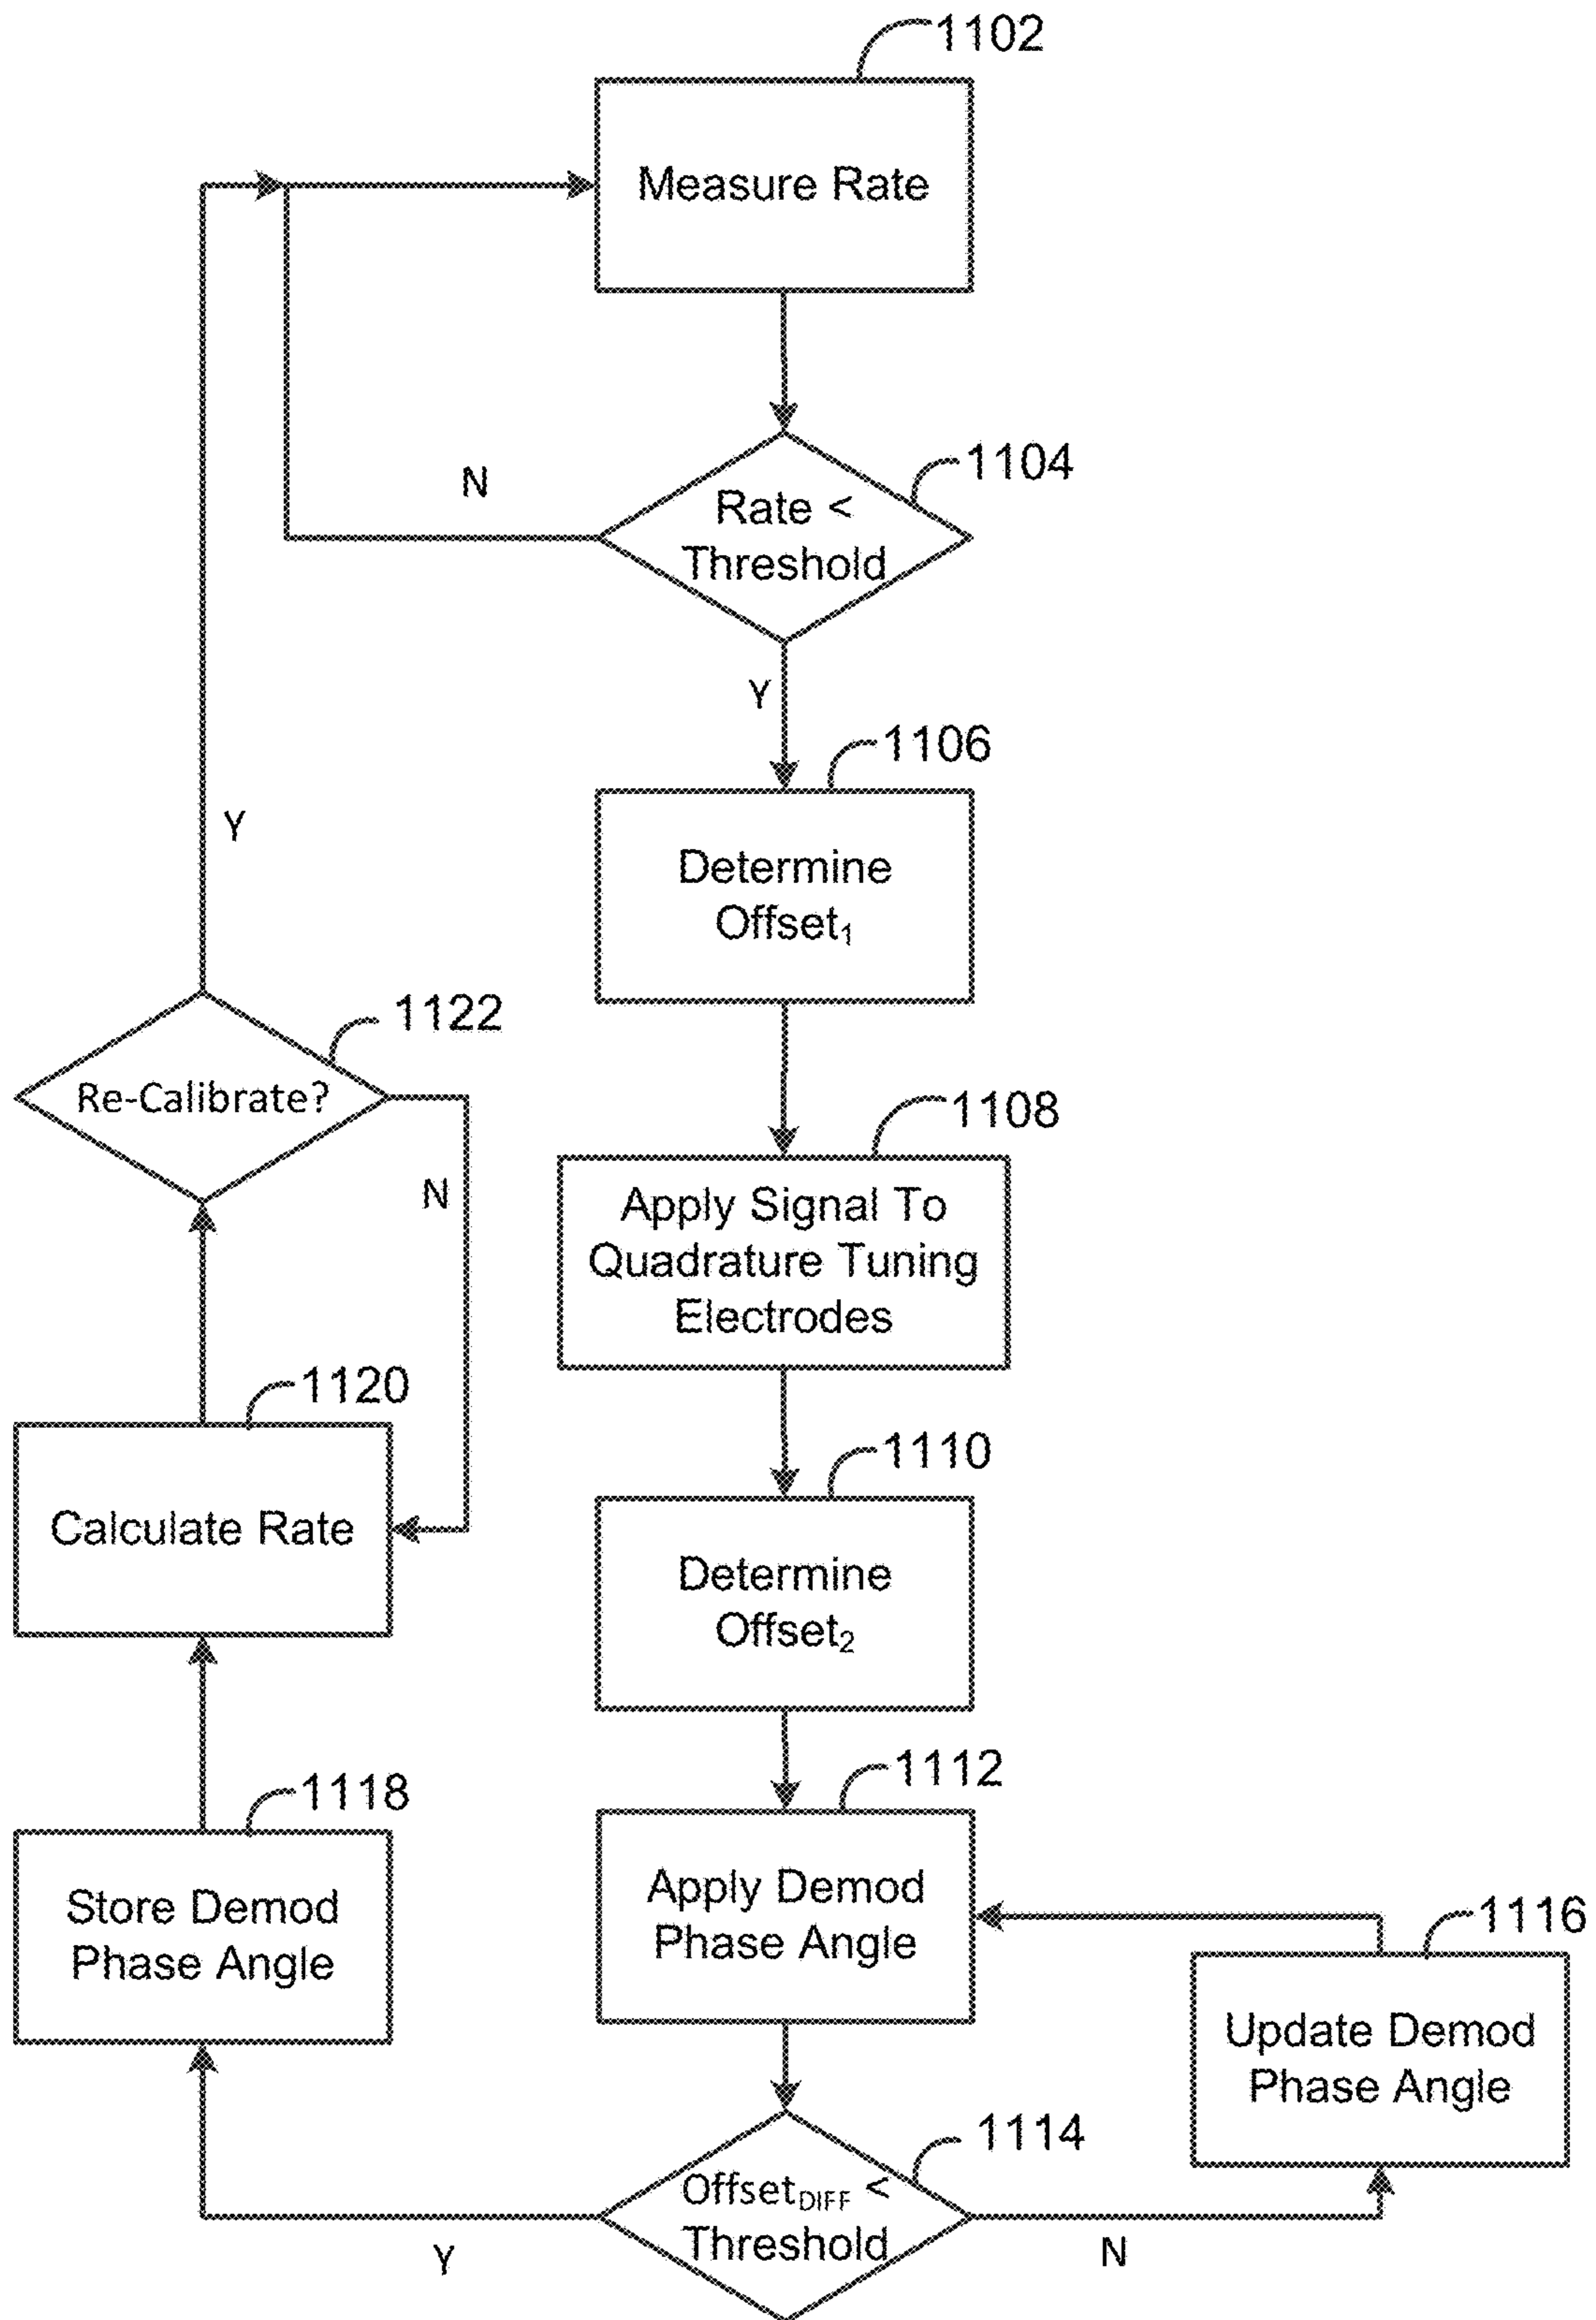 1102
Measure Rate
1104
Rate <
Threshold
N
Y
1106
Determine
Offset₁
Y
1122
Re-Calibrate?
N
1108
Apply Signal To
Quadrature Tuning
Electrodes
1120
Calculate Rate
1110
Determine
Offset₂
1112
Apply Demod
Phase Angle
1118
Store Demod
Phase Angle
1116
Update Demod
Phase Angle
1114
Offset_DIFF <
Threshold
Y
N